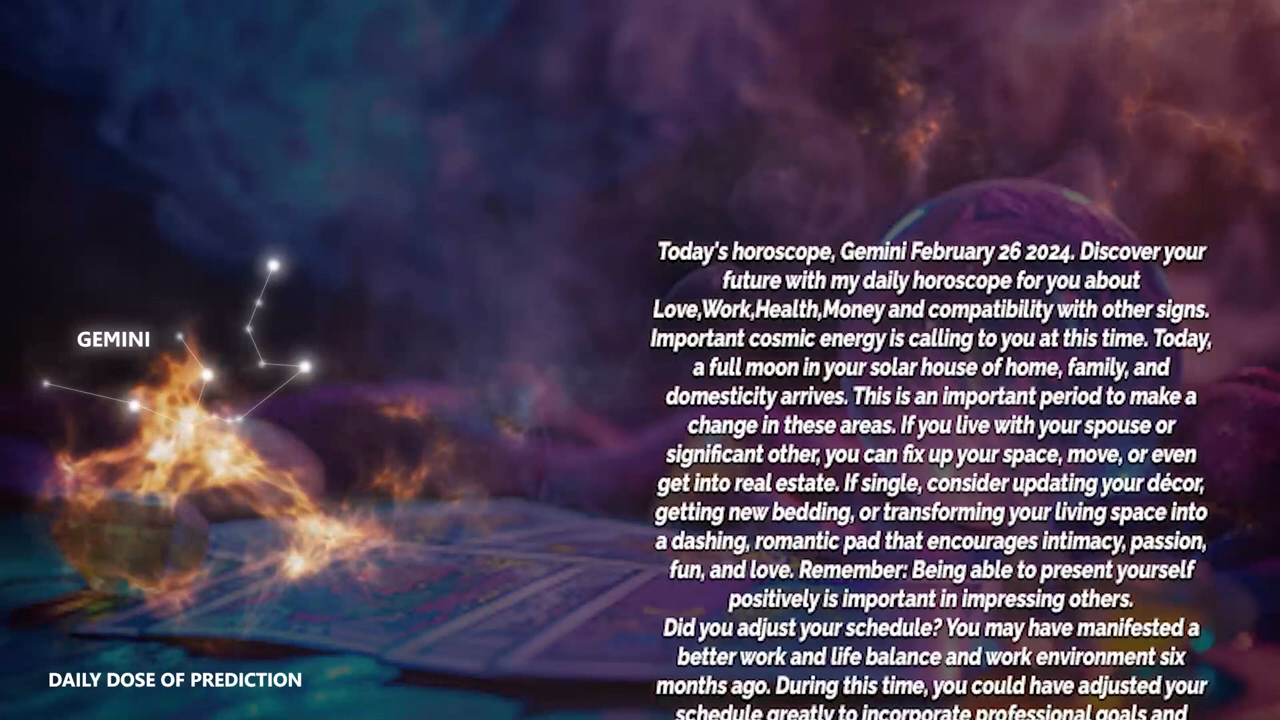 GEMINI
Today's horoscope, Gemini February 26 2024. Discover your
future with my daily horoscope for you about
Love,Work,Health,Money and compatibility with other signs.
Important cosmic energy is calling to you at this time. Today,
a full moon in your solar house of home, family, and
domesticity arrives. This is an important period to make a
change in these areas. If you live with your spouse or
significant other, you can fix up your space, move, or even
get into real estate. If single, consider updating your décor,
getting new bedding, or transforming your living space into
a dashing, romantic pad that encourages intimacy, passion,
fun, and love. Remember: Being able to present yourself
positively is important in impressing others.
Did you adjust your schedule? You may have manifested a
better work and life balance and work environment six
months ago. During this time, you could have adjusted your
schedule greatly to incorporate professional goals and
DAILY DOSE OF PREDICTION